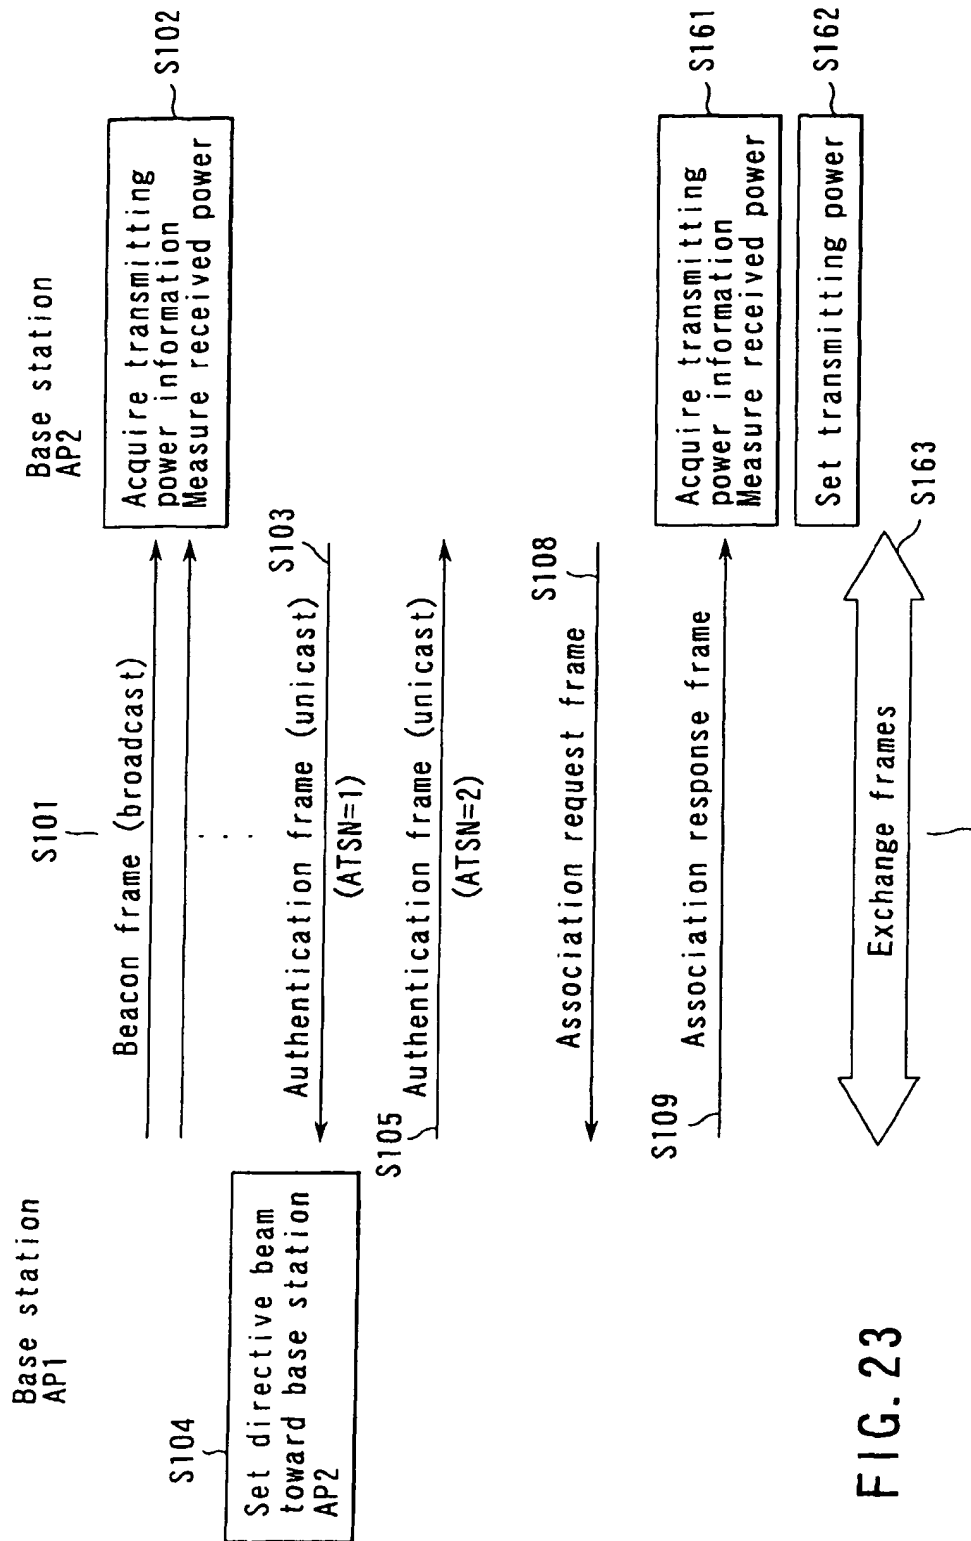 Base station
AP1
Base station
AP2
S101
Beacon frame (broadcast)
S102
Acquire transmitting
power information
Measure received power
S103
Authentication frame (unicast)
(ATSN=1)
S104
Set directive beam
toward base station
AP2
S105
Authentication frame (unicast)
(ATSN=2)
S108
Association request frame
S109
Association response frame
S161
Acquire transmitting
power information
Measure received power
S162
Set transmitting power
S163
Exchange frames
FIG. 23